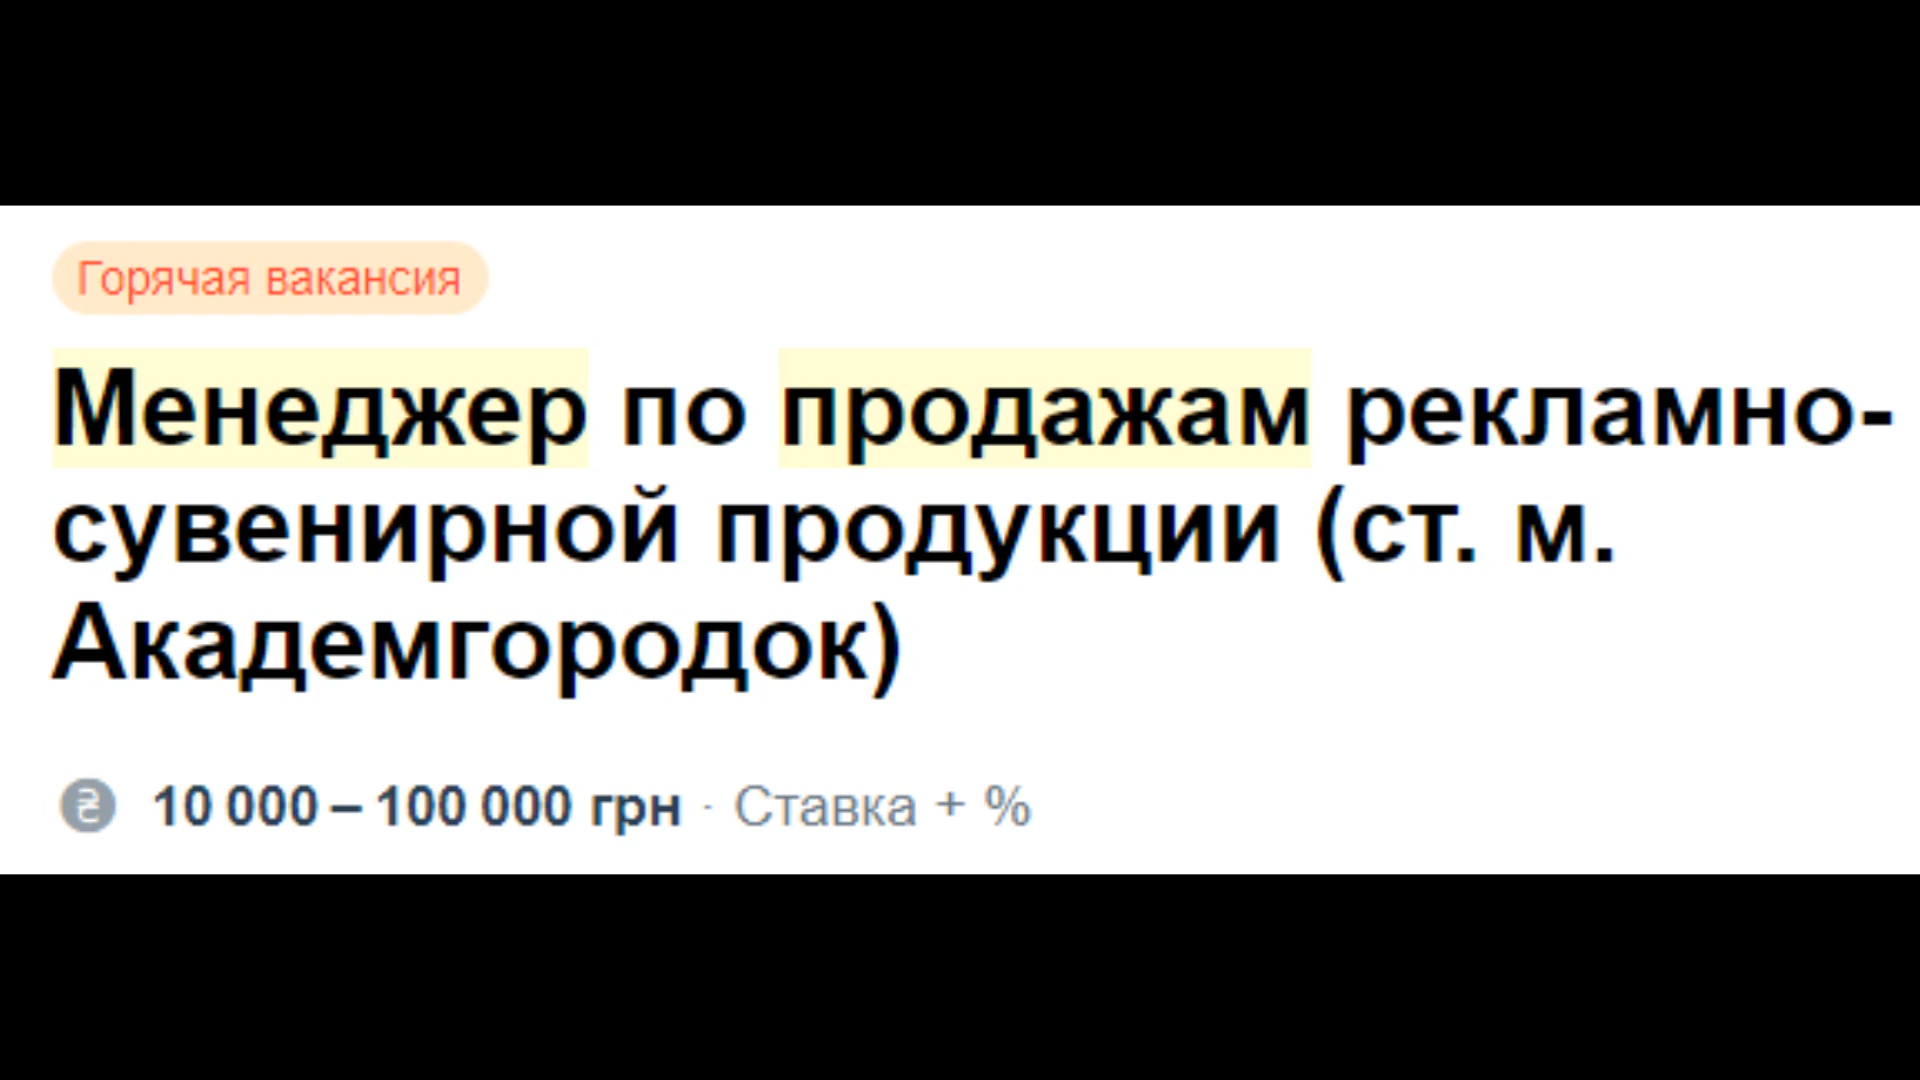 Горячая вакансия
Менеджер по продажам рекламно-
сувенирной продукции (ст. м.
Академгородок)
₴ 10 000 – 100 000 грн · Ставка + %